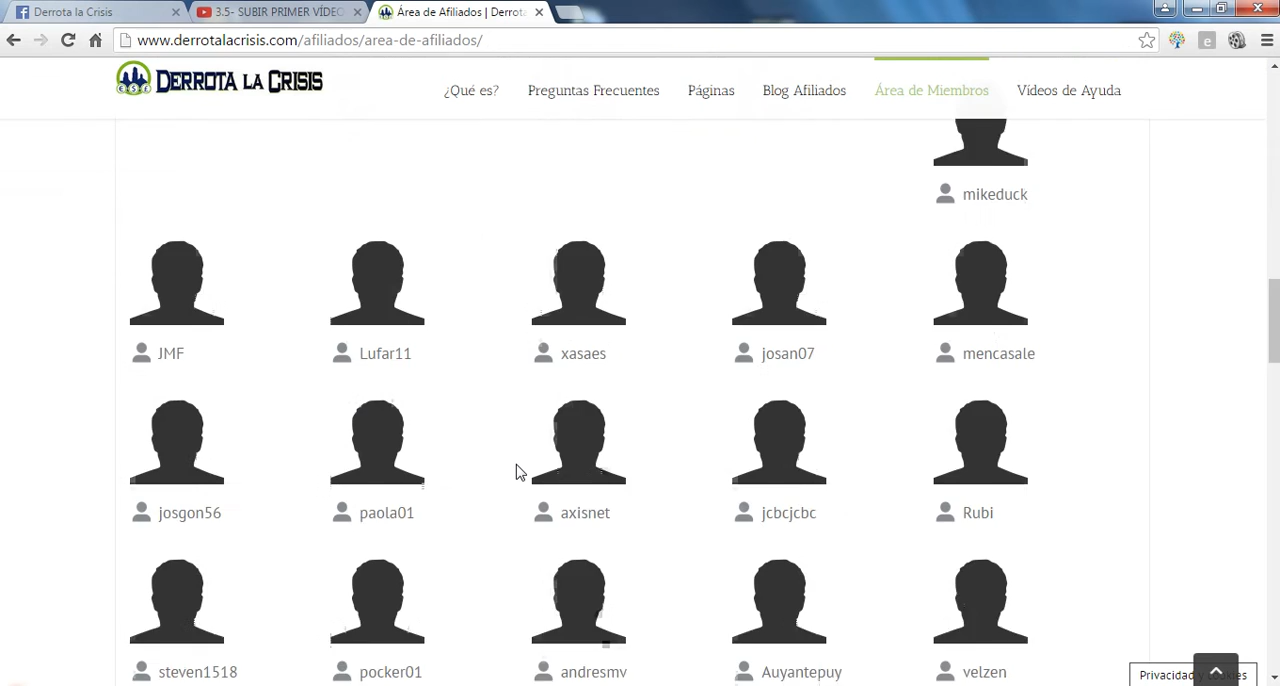 Derrota la Crisis
3.5- SUBIR PRIMER VÍDEO
Área de Afiliados | Derrota
www.derrotalacrisis.com/afiliados/area-de-afiliados/
DERROTA LA CRISIS
¿Qué es? Preguntas Frecuentes Páginas Blog Afiliados Área de Miembros Vídeos de Ayuda
mikeduck
JMF Lufar11 xasaes josan07 mencasale
josgon56 paola01 axisnet jcbcjcbc Rubi
steven1518 pocker01 andresmv Auyantepuy velzen
Privacidad y cookies